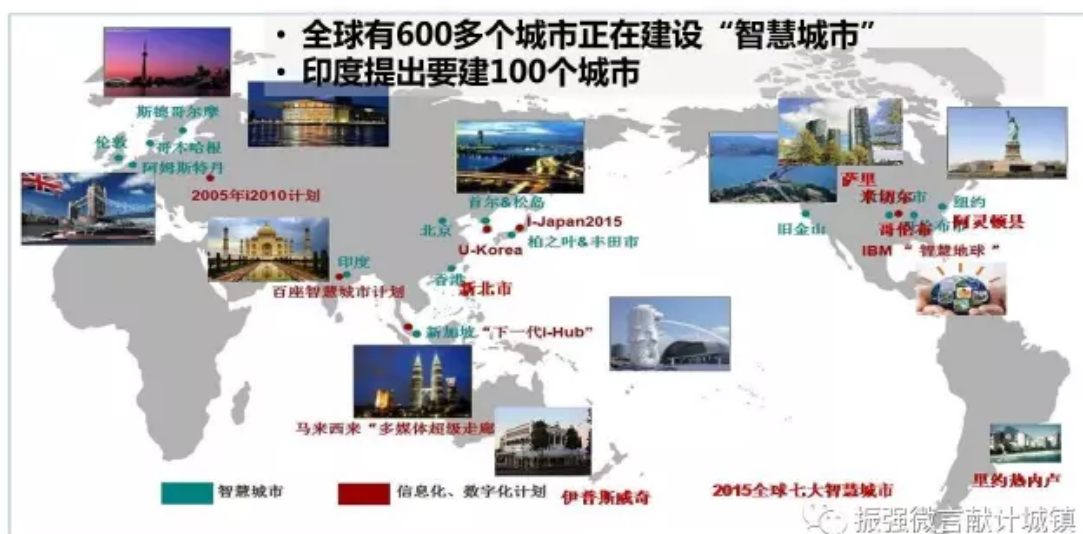 • 全球有600多个城市正在建设“智慧城市”
• 印度提出要建100个城市
斯德哥尔摩
伦敦
哥本哈根
阿姆斯特丹
2005年i2010计划
首尔&松岛
北京
I-Japan2015
柏之叶&丰田市
U-Korea
印度
百座智慧城市计划
香港
新北市
新加坡“下一代I-Hub”
马来西来“多媒体超级走廊
萨里
米切尔
市
纽约
旧金山
哥伦布
阿灵顿县
IBM“智慧地球”
智慧城市
信息化、数字化计划
伊普斯威奇
2015全球七大智慧城市
里约热内卢
振强微言献计城镇